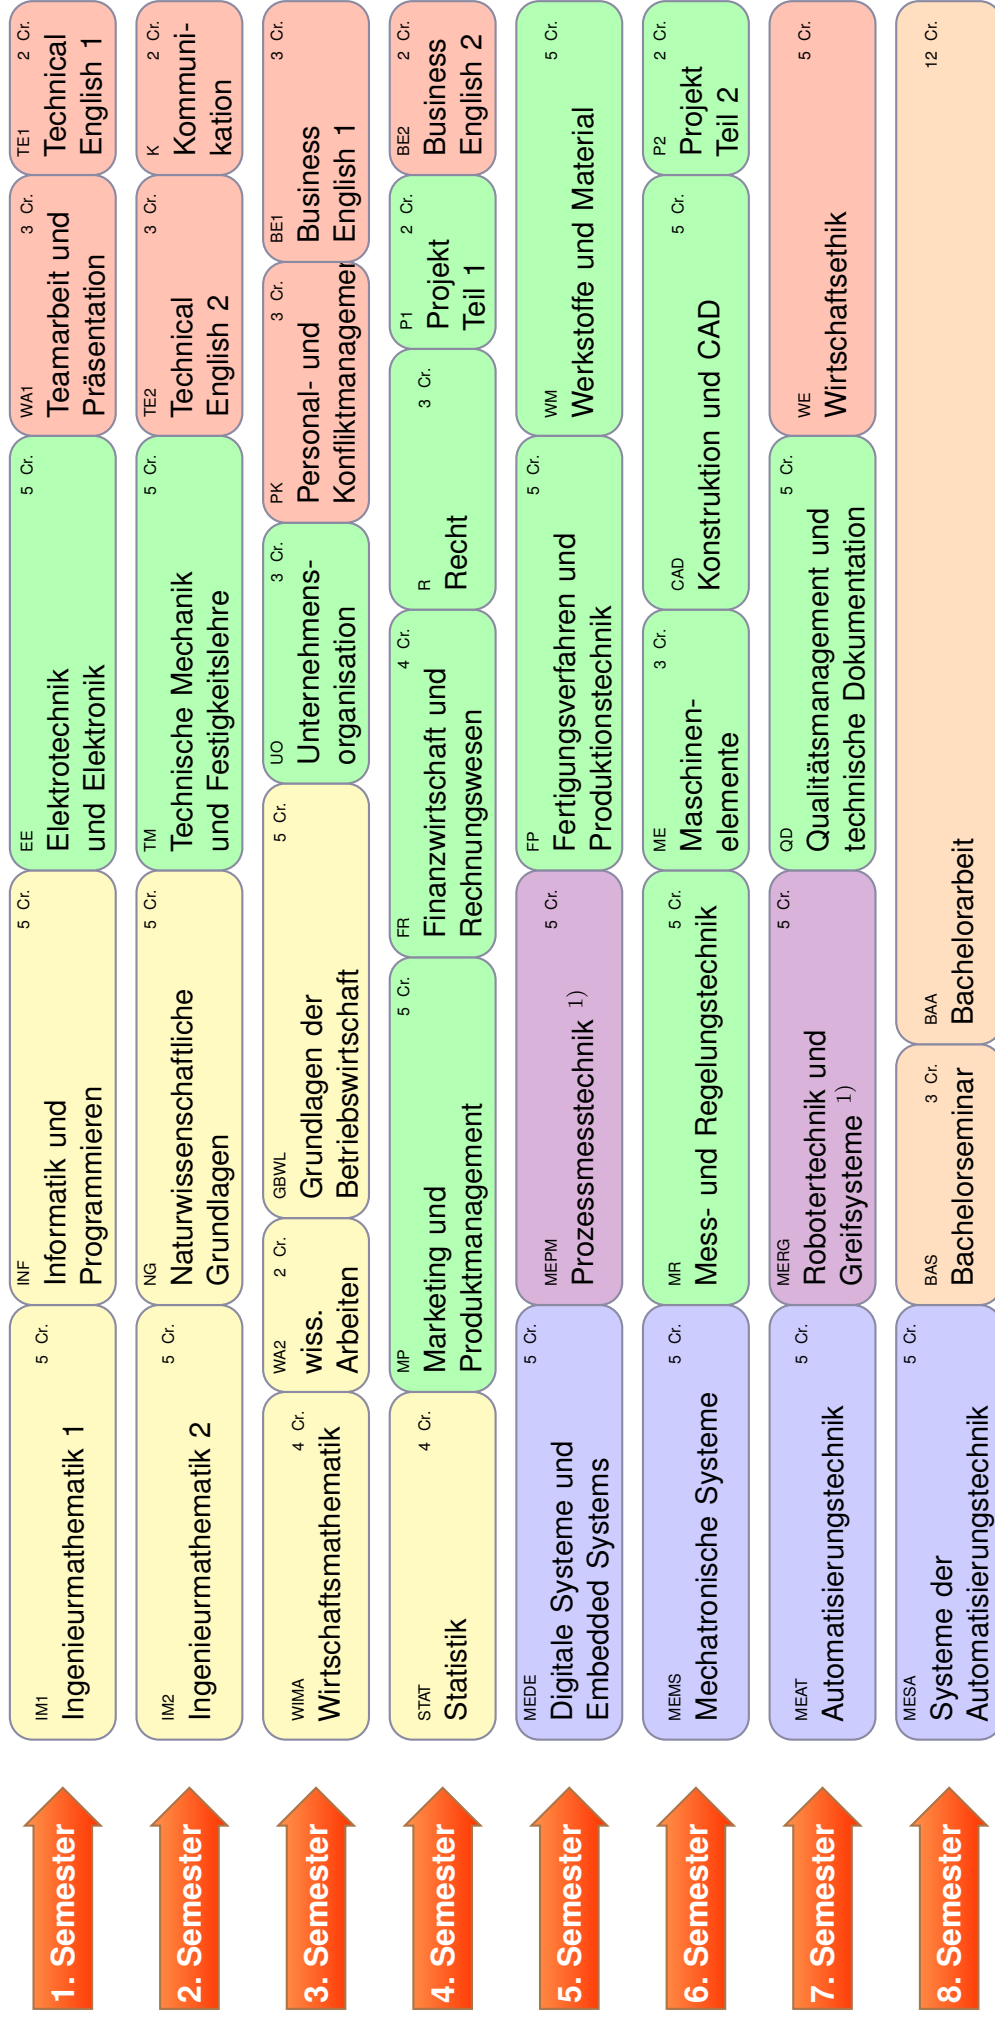 1. Semester
IM1 5 Cr.
Ingenieurmathematik 1
INF 5 Cr.
Informatik und
Programmieren
EE 5 Cr.
Elektrotechnik
und Elektronik
WA1 3 Cr.
Teamarbeit und
Präsentation
TE1 2 Cr.
Technical
English 1
2. Semester
IM2 5 Cr.
Ingenieurmathematik 2
NG 5 Cr.
Naturwissenschaftliche
Grundlagen
TM 5 Cr.
Technische Mechanik
und Festigkeitslehre
TE2 3 Cr.
Technical
English 2
K 2 Cr.
Kommuni-
kation
3. Semester
WIMA 4 Cr.
Wirtschaftsmathematik
WA2 2 Cr.
wiss.
Arbeiten
GBWL 5 Cr.
Grundlagen der
Betriebswirtschaft
UO 3 Cr.
Unternehmens-
organisation
PK 3 Cr.
Personal- und
Konfliktmanagemen
BE1 3 Cr.
Business
English 1
4. Semester
STAT 4 Cr.
Statistik
MP 5 Cr.
Marketing und
Produktmanagement
FR 4 Cr.
Finanzwirtschaft und
Rechnungswesen
R 3 Cr.
Recht
P1 2 Cr.
Projekt
Teil 1
BE2 2 Cr.
Business
English 2
5. Semester
MEDE 5 Cr.
Digitale Systeme und
Embedded Systems
MEPM 5 Cr.
Prozessmesstechnik 1)
FP 5 Cr.
Fertigungsverfahren und
Produktionstechnik
WM 5 Cr.
Werkstoffe und Material
6. Semester
MEMS 5 Cr.
Mechatronische Systeme
MR 5 Cr.
Mess- und Regelungstechnik
ME 3 Cr.
Maschinen-
elemente
CAD 5 Cr.
Konstruktion und CAD
P2 2 Cr.
Projekt
Teil 2
7. Semester
MEAT 5 Cr.
Automatisierungstechnik
MERG 5 Cr.
Robotertechnik und
Greifsysteme 1)
QD 5 Cr.
Qualitätsmanagement und
technische Dokumentation
WE 5 Cr.
Wirtschaftsethik
8. Semester
MESA 5 Cr.
Systeme der
Automatisierungstechnik
BAS 3 Cr.
Bachelorseminar
BAA 12 Cr.
Bachelorarbeit